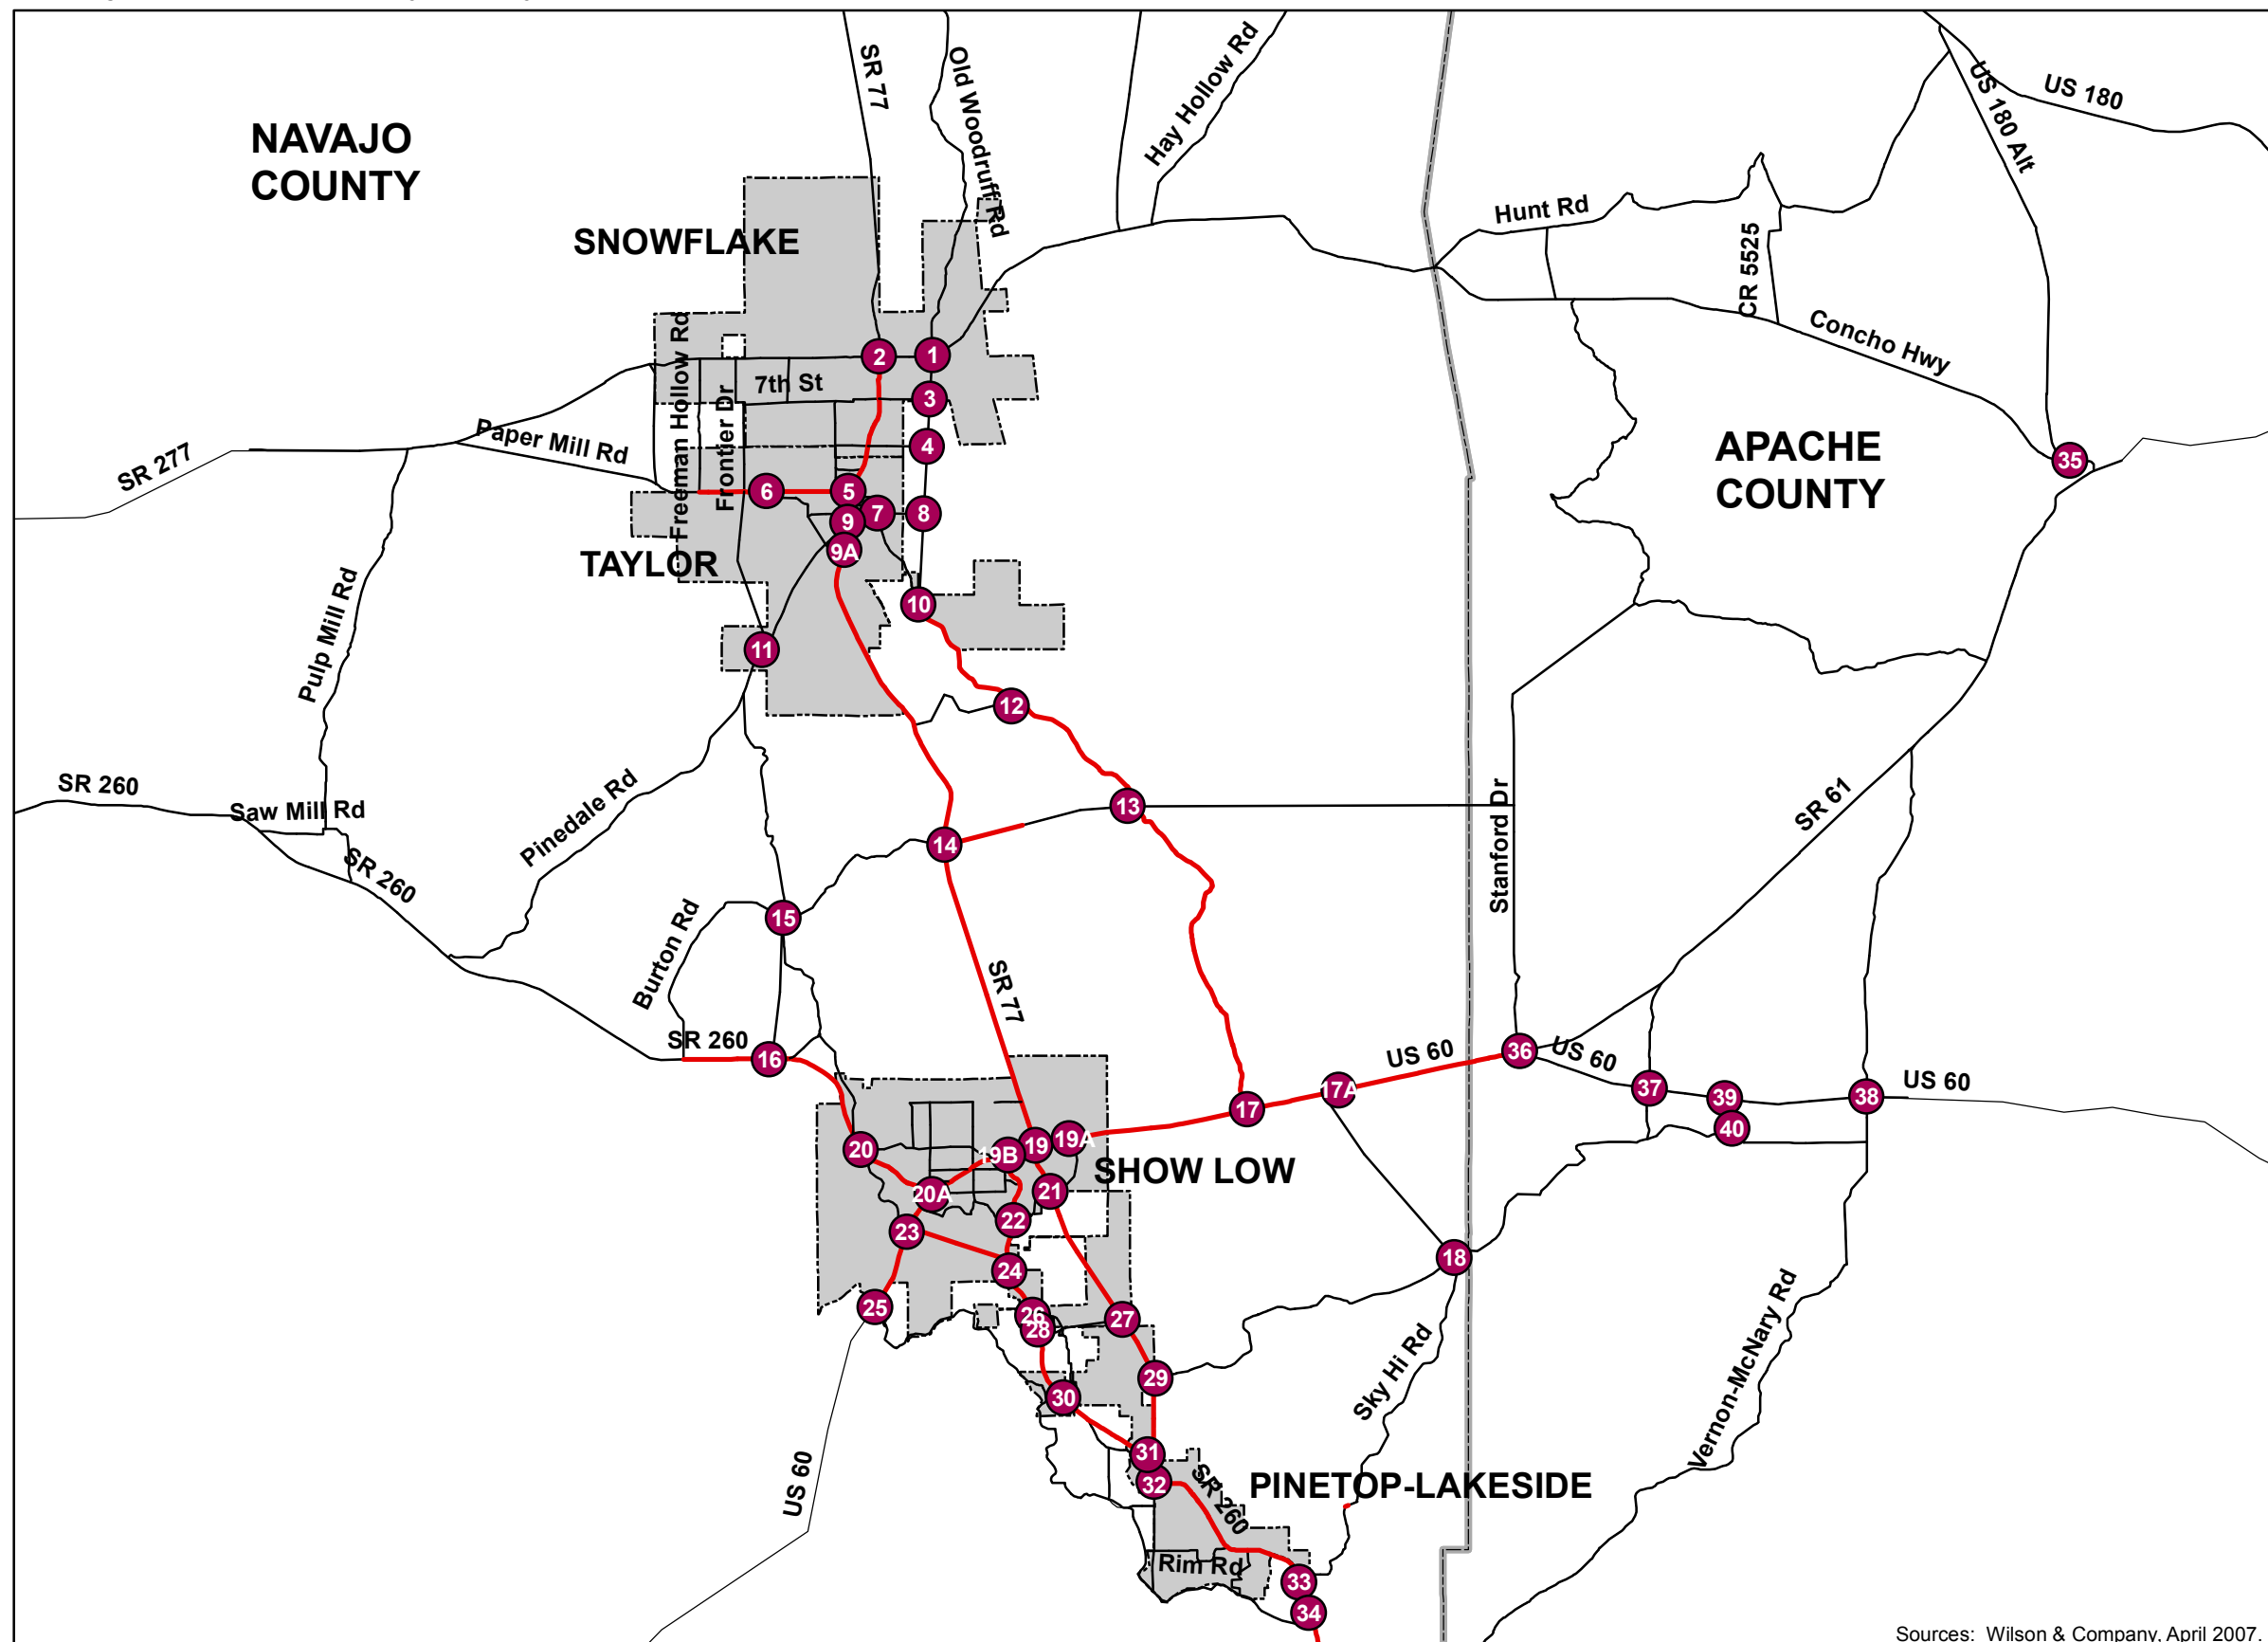 NAVAJO
COUNTY
SR 77
Old Woodruff Rd
Hay Hollow Rd
US 180
US 180 Alt
SNOWFLAKE
Hunt Rd
CR 5525
Concho Hwy
2
1
7th St
3
Freeman Hollow Rd
Frontier Dr
4
Paper Mill Rd
SR 277
APACHE
COUNTY
35
6
5
7
8
9
9A
TAYLOR
10
Pulp Mill Rd
11
12
SR 260
Saw Mill Rd
SR 260
Pinedale Rd
13
14
Stanford Dr
SR 61
15
Burton Rd
SR 77
SR 260
16
US 60
36
US 60
37
39
38
US 60
40
17A
17
20
19B
19
19A
SHOW LOW
20A
21
22
23
24
18
25
26
28
27
29
30
Sky Hi Rd
Vernon-McNary Rd
31
32
SR 260
PINETOP-LAKESIDE
US 60
Rim Rd
33
34
Sources: Wilson & Company, April 2007.